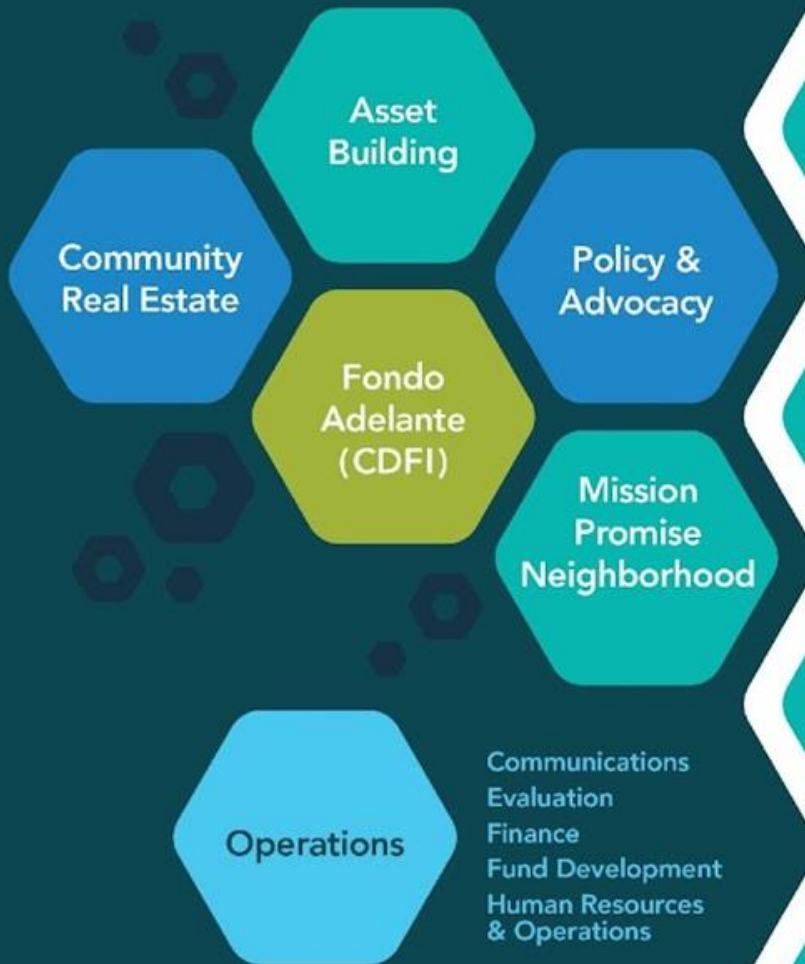 Asset
Building
Community
Real Estate
Policy &
Advocacy
Fondo
Adelante
(CDFI)
Mission
Promise
Neighborhood
Operations
Communications
Evaluation
Finance
Fund Development
Human Resources
& Operations